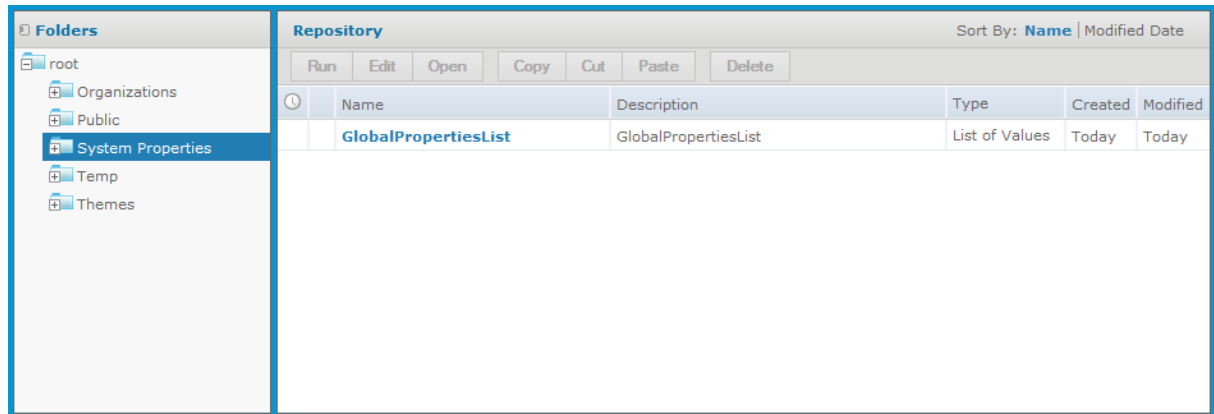 Folders
root
Organizations
Public
System Properties
Temp
Themes
Repository Sort By: Name | Modified Date
Run Edit Open Copy Cut Paste Delete
Name Description Type Created Modified
GlobalPropertiesList GlobalPropertiesList List of Values Today Today